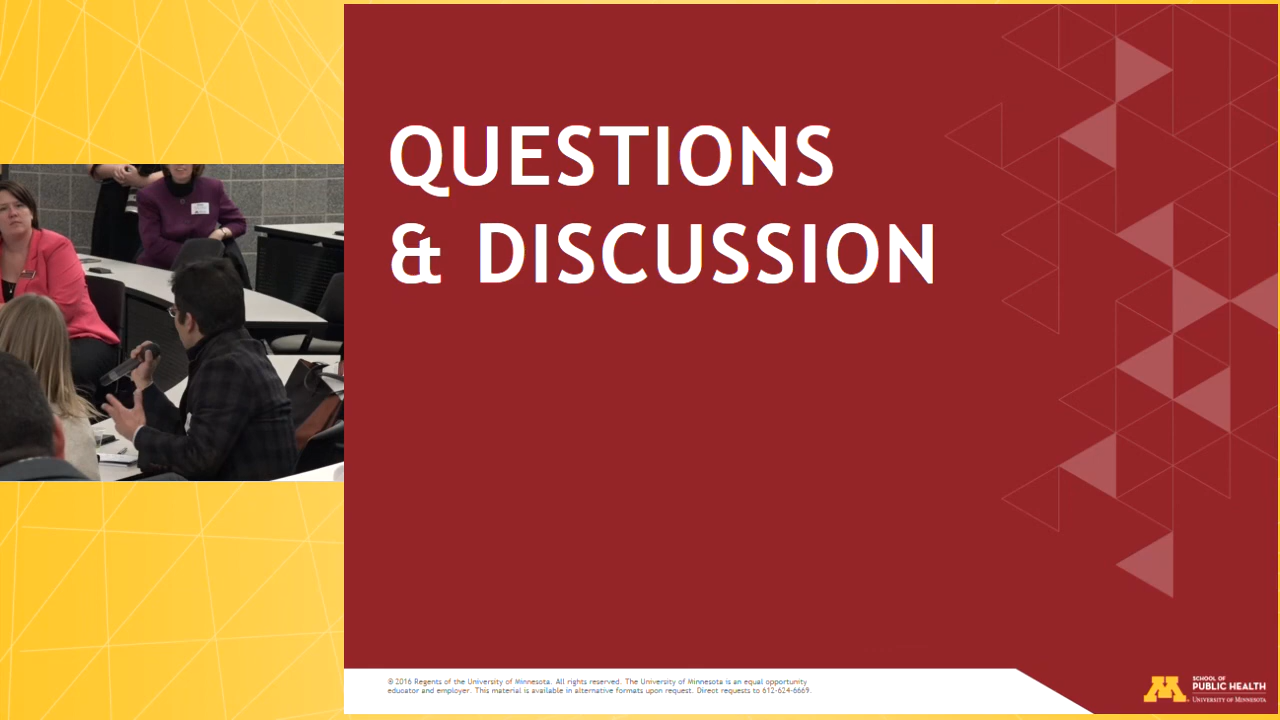 QUESTIONS
& DISCUSSION
© 2016 Regents of the University of Minnesota. All rights reserved. The University of Minnesota is an equal opportunity
educator and employer. This material is available in alternative formats upon request. Direct requests to 612-624-6669.
SCHOOL OF
PUBLIC HEALTH
UNIVERSITY OF MINNESOTA